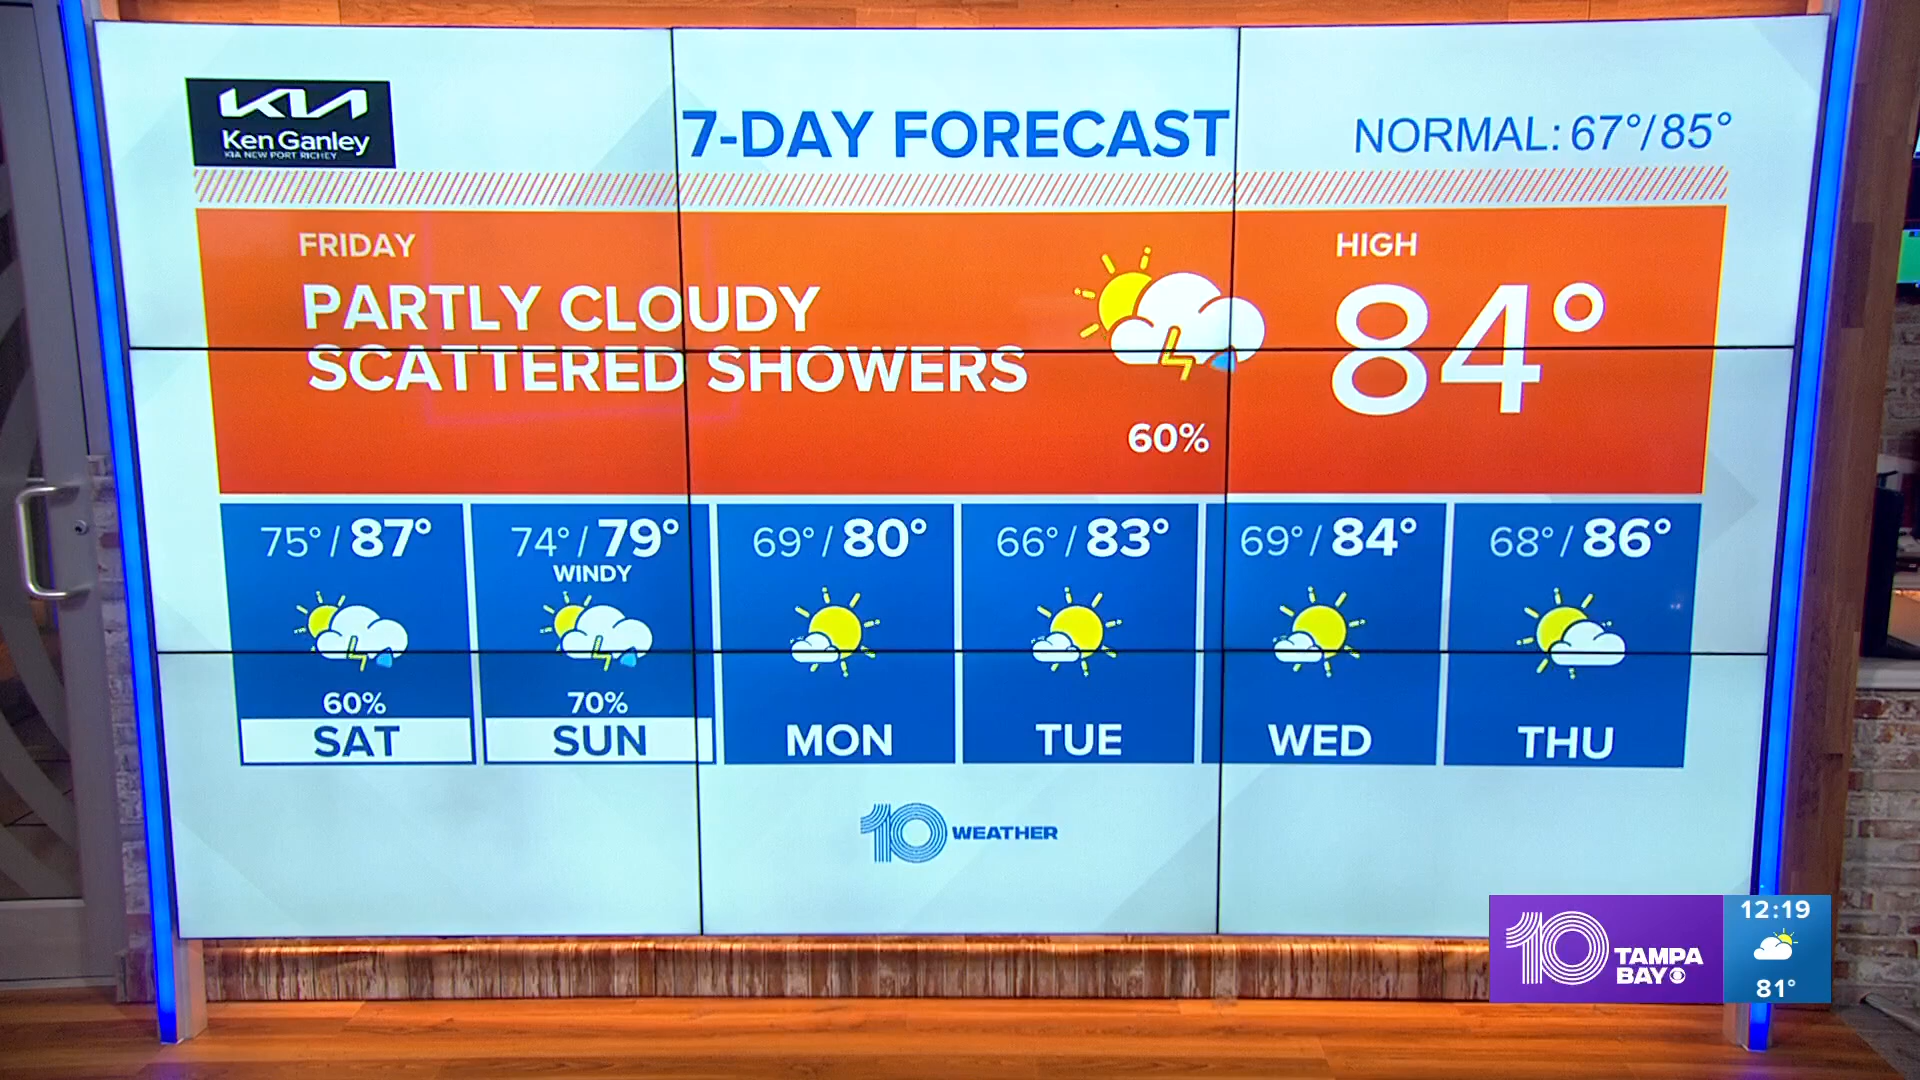 KIA
Ken Ganley
KIA NEW PORT RICHEY
7-DAY FORECAST
NORMAL: 67°/85°
FRIDAY
PARTLY CLOUDY
SCATTERED SHOWERS
60%
HIGH
84°
75°/87°
60%
SAT
74°/79°
WINDY
70%
SUN
69°/80°
MON
66°/83°
TUE
69°/84°
WED
68°/86°
THU
10 WEATHER
10 TAMPA BAY
12:19
81°